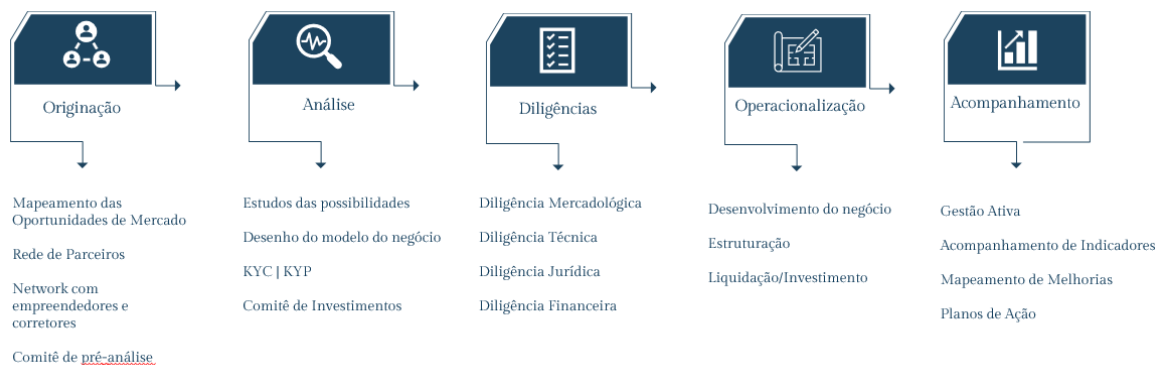 Originação
Mapeamento das
Oportunidades de Mercado
Rede de Parceiros
Network com
empreendedores e
corretores
Comitê de pré-análise
Análise
Estudos das possibilidades
Desenho do modelo do negócio
KYC | KYP
Comitê de Investimentos
Diligências
Diligência Mercadológica
Diligência Técnica
Diligência Jurídica
Diligência Financeira
Operacionalização
Desenvolvimento do negócio
Estruturação
Liquidação/Investimento
Acompanhamento
Gestão Ativa
Acompanhamento de Indicadores
Mapeamento de Melhorias
Planos de Ação